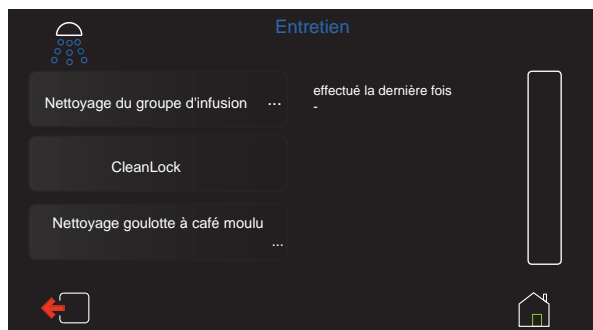 Entretien
Nettoyage du groupe d'infusion ...
effectué la dernière fois
-
CleanLock
Nettoyage goulotte à café moulu
...